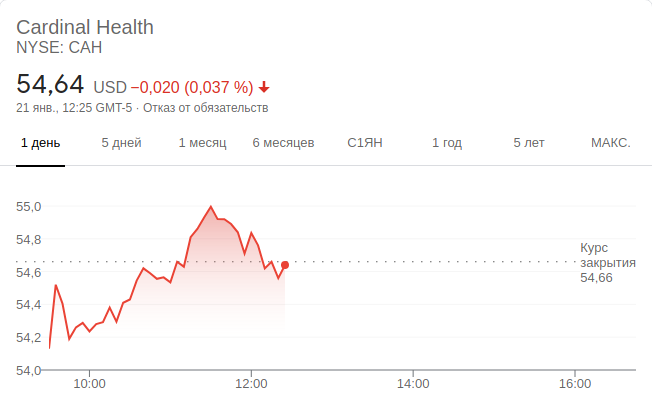 Cardinal Health
NYSE: CAH
54,64 USD −0,020 (0,037 %)
21 янв., 12:25 GMT-5 · Отказ от обязательств
1 день 5 дней 1 месяц 6 месяцев С1ЯН 1 год 5 лет МАКС.
55,0
54,8
Курс
закрытия
54,66
54,6
54,4
54,2
54,0
10:00 12:00 14:00 16:00